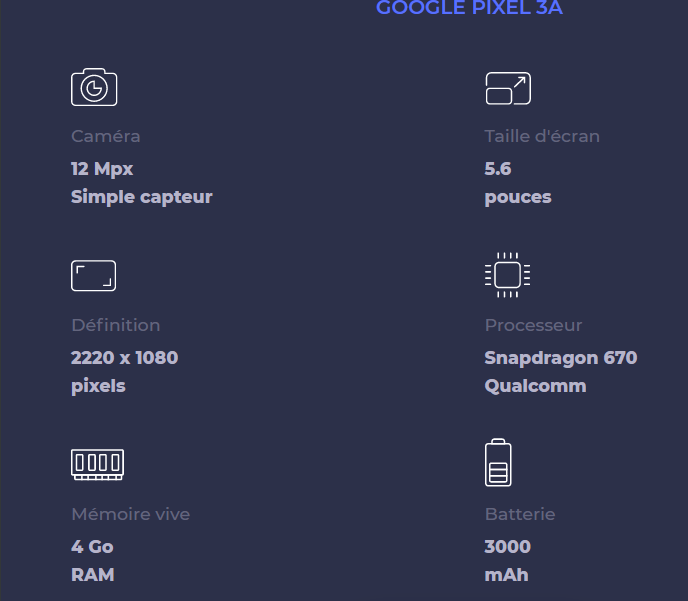 GOOGLE PIXEL 3A
Caméra
12 Mpx
Simple capteur
Taille d'écran
5.6
pouces
Définition
2220 x 1080
pixels
Processeur
Snapdragon 670
Qualcomm
Mémoire vive
4 Go
RAM
Batterie
3000
mAh